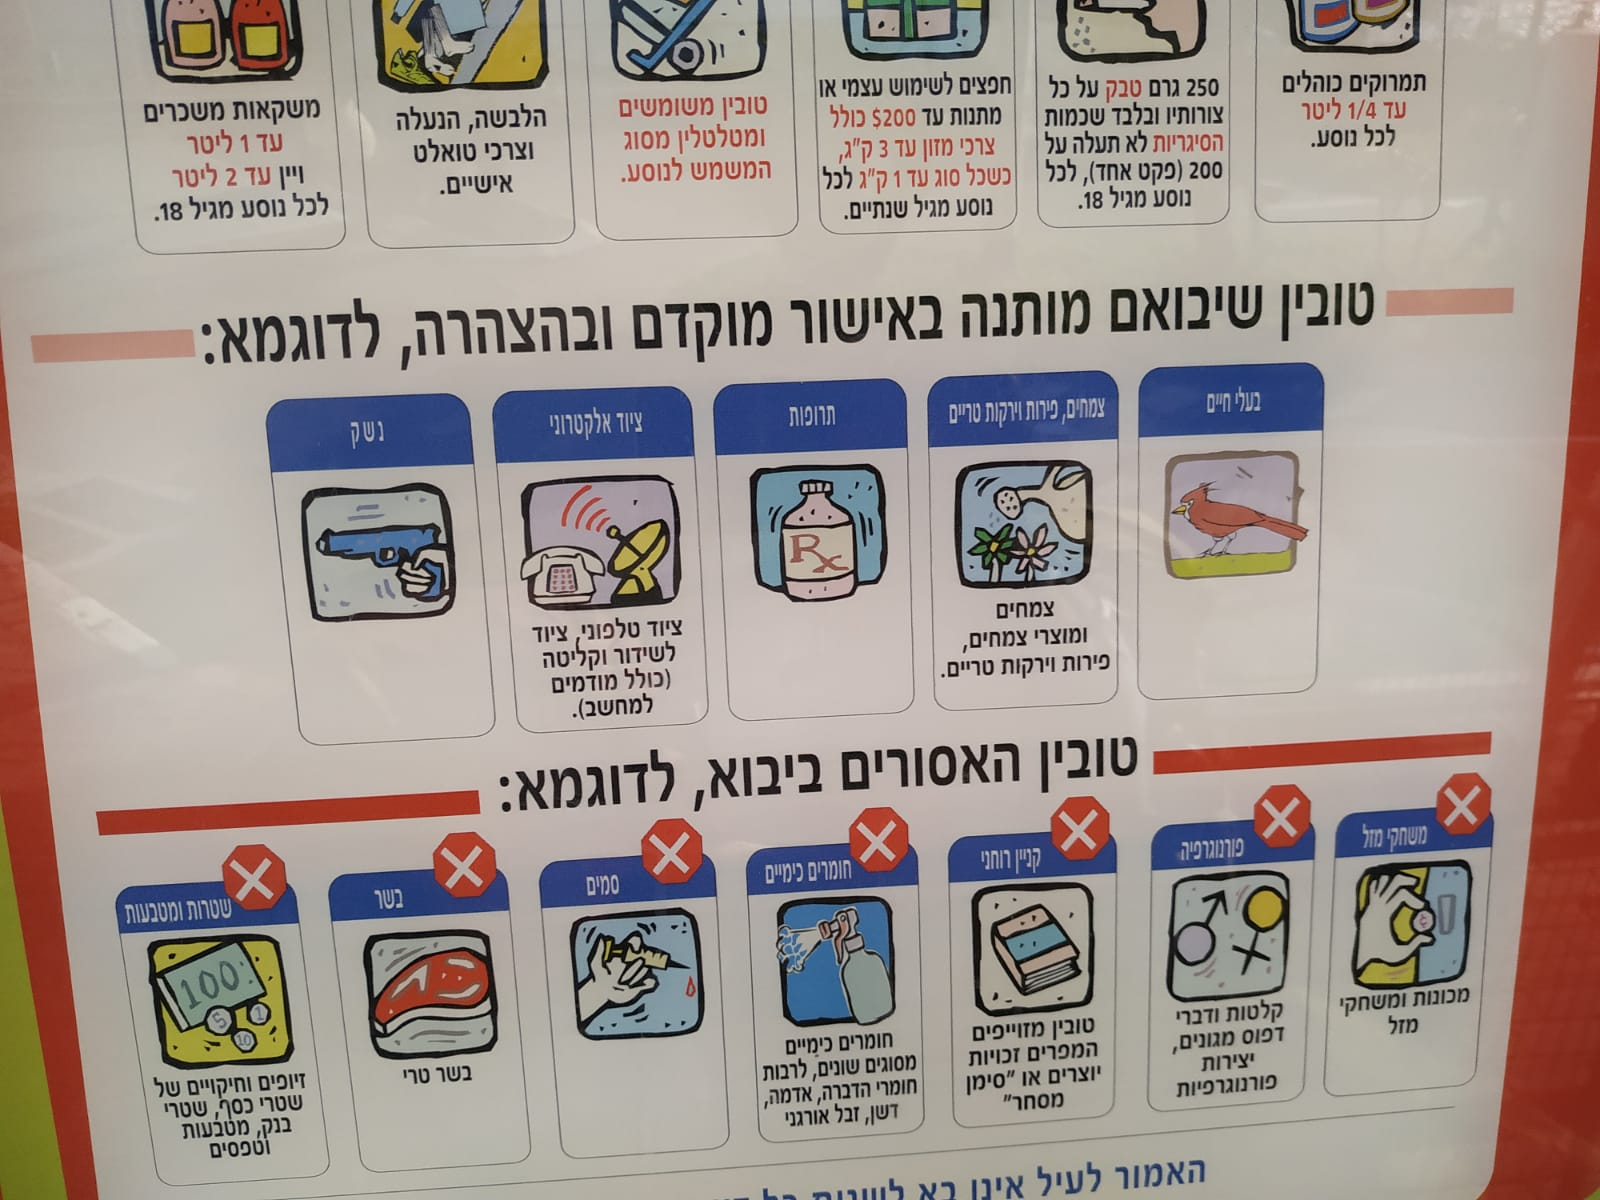 תמרוקים כוהלים
עד 1/4 ליטר
לכל נוסע.
250 גרם טבק על כל
צורותיו ובלבד שכמות
הסיגריות לא תעלה על
200 (פקט אחד), לכל
נוסע מגיל 18.
חפצים לשימוש עצמי או
מתנות עד $200 כולל
צרכי מזון עד 3 ק"ג,
כשכל סוג עד 1 ק"ג לכל
נוסע מגיל שנתיים.
טובין משומשים
ומטלטלין מסוג
המשמש לנוסע.
הלבשה, הנעלה
וצרכי טואלט
אישיים.
משקאות משכרים
עד 1 ליטר
ויין עד 2 ליטר
לכל נוסע מגיל 18.
טובין שיבואם מותנה באישור מוקדם ובהצהרה, לדוגמא:
בעלי חיים
צמחים, פירות וירקות טריים
צמחים
ומוצרי צמחים,
פירות וירקות טריים.
תרופות
Rx
ציוד אלקטרוני
ציוד טלפוני, ציוד
לשידור וקליטה
(כולל מודמים
למחשב).
נשק
טובין האסורים ביבוא, לדוגמא:
משחקי מזל
¢
מכונות ומשחקי
מזל
פורנוגרפיה
קלטות ודברי
דפוס מגונים,
יצירות
פורנוגרפיות
קניין רוחני
טובין מזוייפים
המפרים זכויות
יוצרים או "סימן
מסחר"
חומרים כימיים
חומרים כימיים
מסוגים שונים, לרבות
חומרי הדברה, אדמה,
דשן, זבל אורגני
סמים
בשר
בשר טרי
שטרות ומטבעות
100
5
1
10
זיופים וחיקויים של
שטרי כסף, שטרי
בנק, מטבעות
וטפסים
האמור לעיל אינו בא לשנות כל